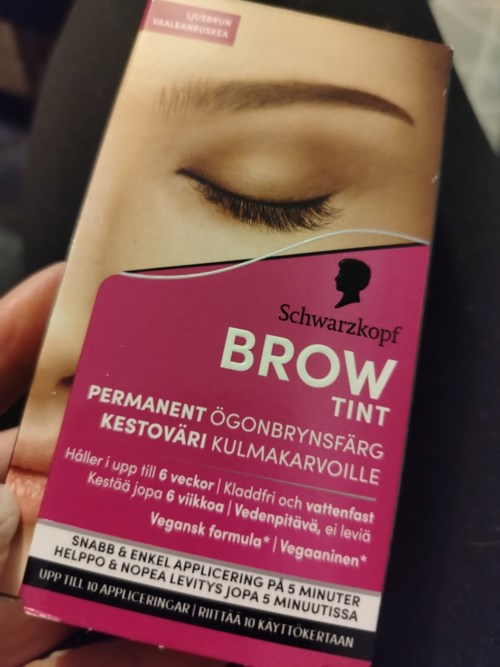 LJUSBRUN
VAALEANRUSKEA
Schwarzkopf
BROW
TINT
PERMANENT ÖGONBRYNSFÄRG
KESTOVÄRI KULMAKARVOILLE
Håller i upp till 6 veckor | Kladdfri och vattenfast
Kestää jopa 6 viikkoa | Vedenpitävä, ei leviä
Vegansk formula* | Vegaaninen*
SNABB & ENKEL APPLICERING PÅ 5 MINUTER
HELPPO & NOPEA LEVITYS JOPA 5 MINUUTISSA
UPP TILL 10 APPLICERINGAR | RIITTÄÄ 10 KÄYTTÖKERTAAN